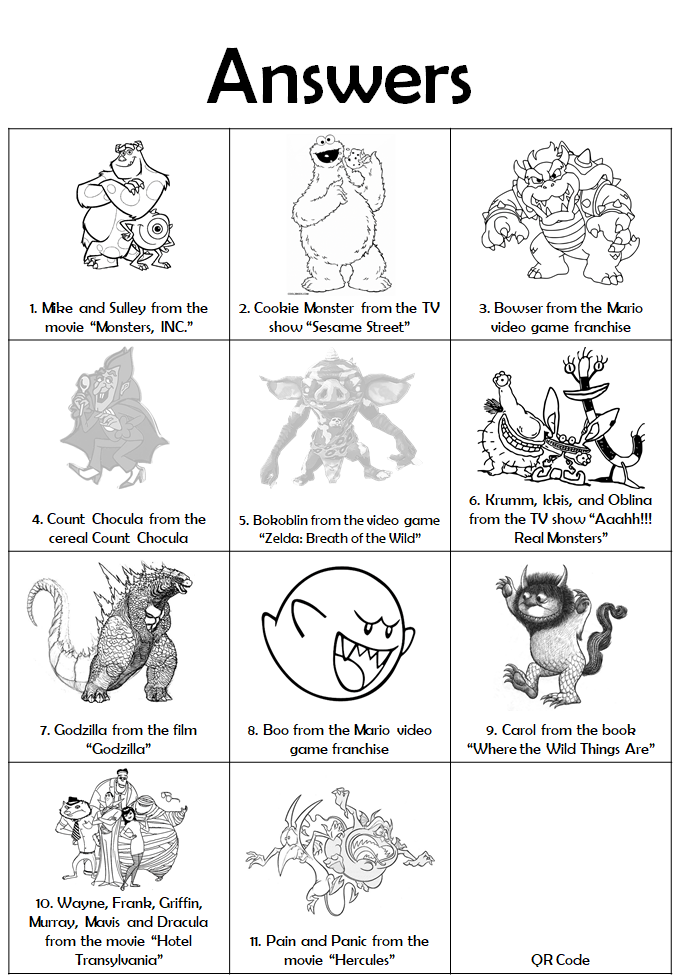 Answers
1. Mike and Sulley from the
movie “Monsters, INC.”
2. Cookie Monster from the TV
show “Sesame Street”
3. Bowser from the Mario
video game franchise
4. Count Chocula from the
cereal Count Chocula
5. Bokoblin from the video game
“Zelda: Breath of the Wild”
6. Krumm, Ickis, and Oblina
from the TV show “Aaahh!!!
Real Monsters”
7. Godzilla from the film
“Godzilla”
8. Boo from the Mario video
game franchise
9. Carol from the book
“Where the Wild Things Are”
10. Wayne, Frank, Griffin,
Murray, Mavis and Dracula
from the movie “Hotel
Transylvania”
11. Pain and Panic from the
movie “Hercules”
QR Code